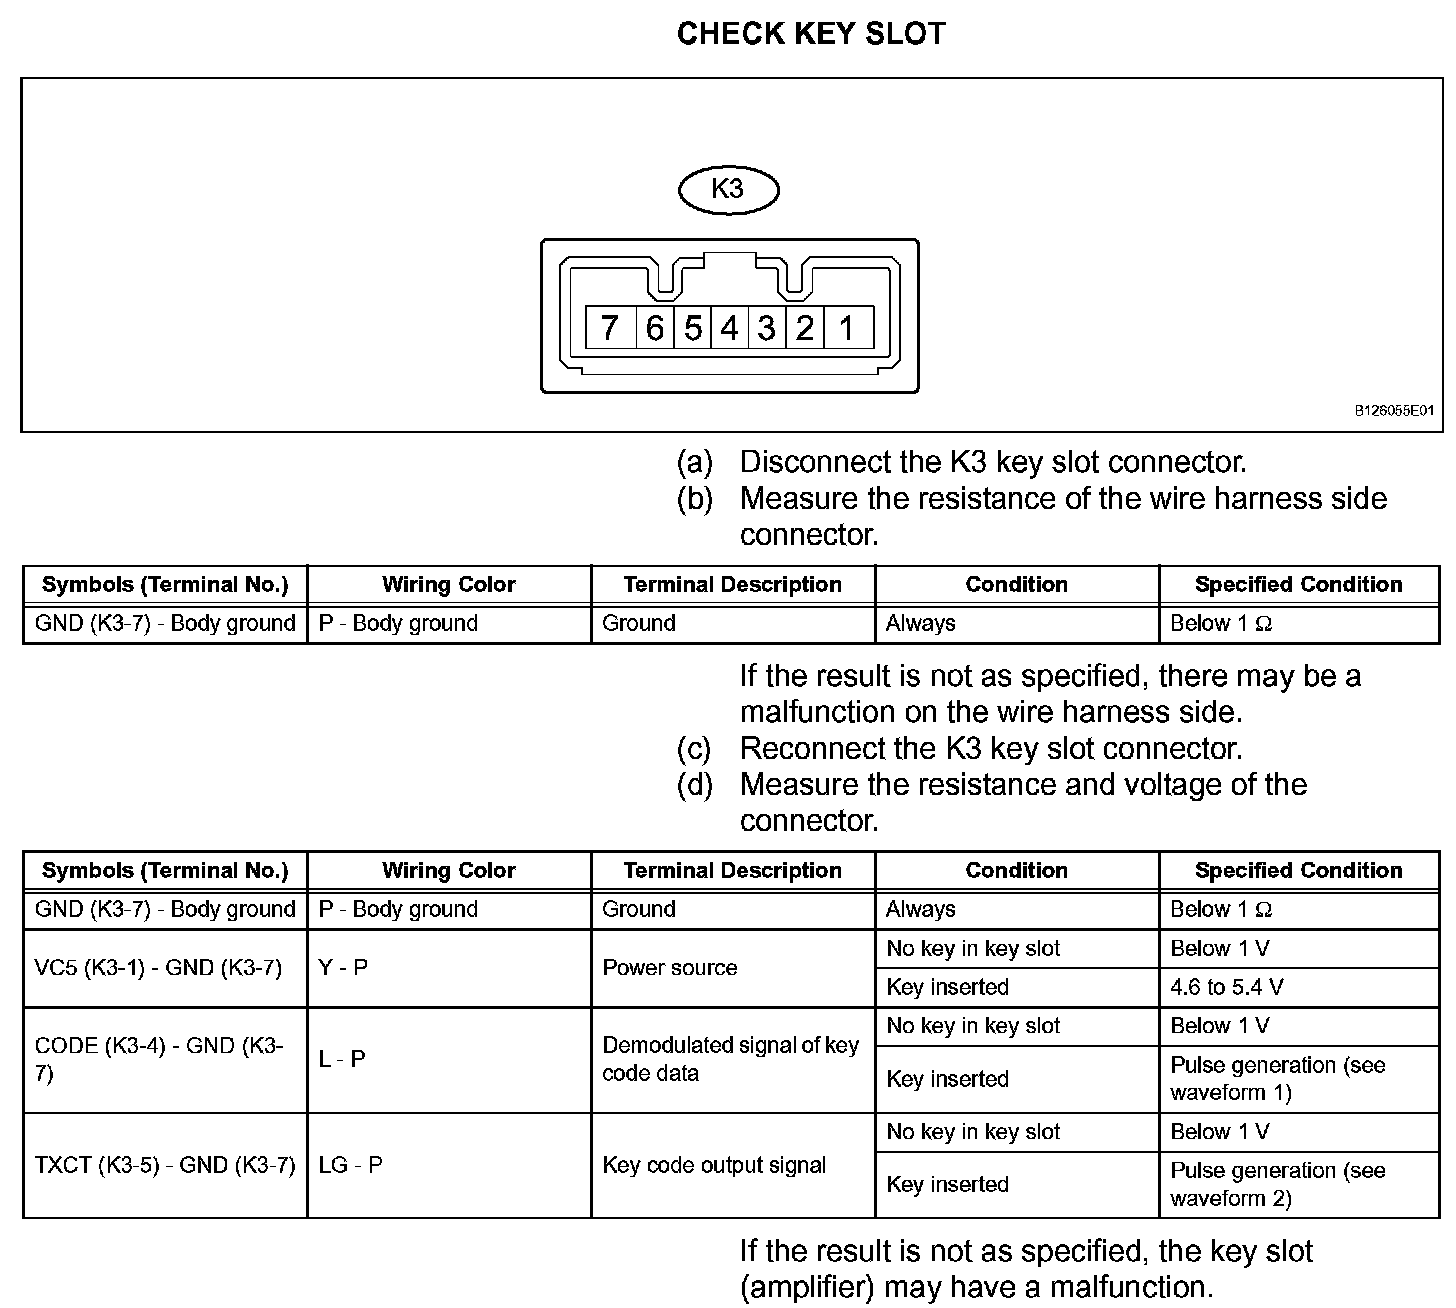 CHECK KEY SLOT
K3
7 6 5 4 3 2 1
B126055E01
(a) Disconnect the K3 key slot connector.
(b) Measure the resistance of the wire harness side
connector.
Symbols (Terminal No.) Wiring Color Terminal Description Condition Specified Condition
GND (K3-7) - Body ground P - Body ground Ground Always Below 1 Ω
If the result is not as specified, there may be a
malfunction on the wire harness side.
(c) Reconnect the K3 key slot connector.
(d) Measure the resistance and voltage of the
connector.
Symbols (Terminal No.) Wiring Color Terminal Description Condition Specified Condition
GND (K3-7) - Body ground P - Body ground Ground Always Below 1 Ω
VC5 (K3-1) - GND (K3-7) Y - P Power source
No key in key slot Below 1 V
Key inserted 4.6 to 5.4 V
CODE (K3-4) - GND (K3-
7)
L - P
Demodulated signal of key
code data
No key in key slot Below 1 V
Key inserted
Pulse generation (see
waveform 1)
TXCT (K3-5) - GND (K3-7) LG - P Key code output signal
No key in key slot Below 1 V
Key inserted
Pulse generation (see
waveform 2)
If the result is not as specified, the key slot
(amplifier) may have a malfunction.